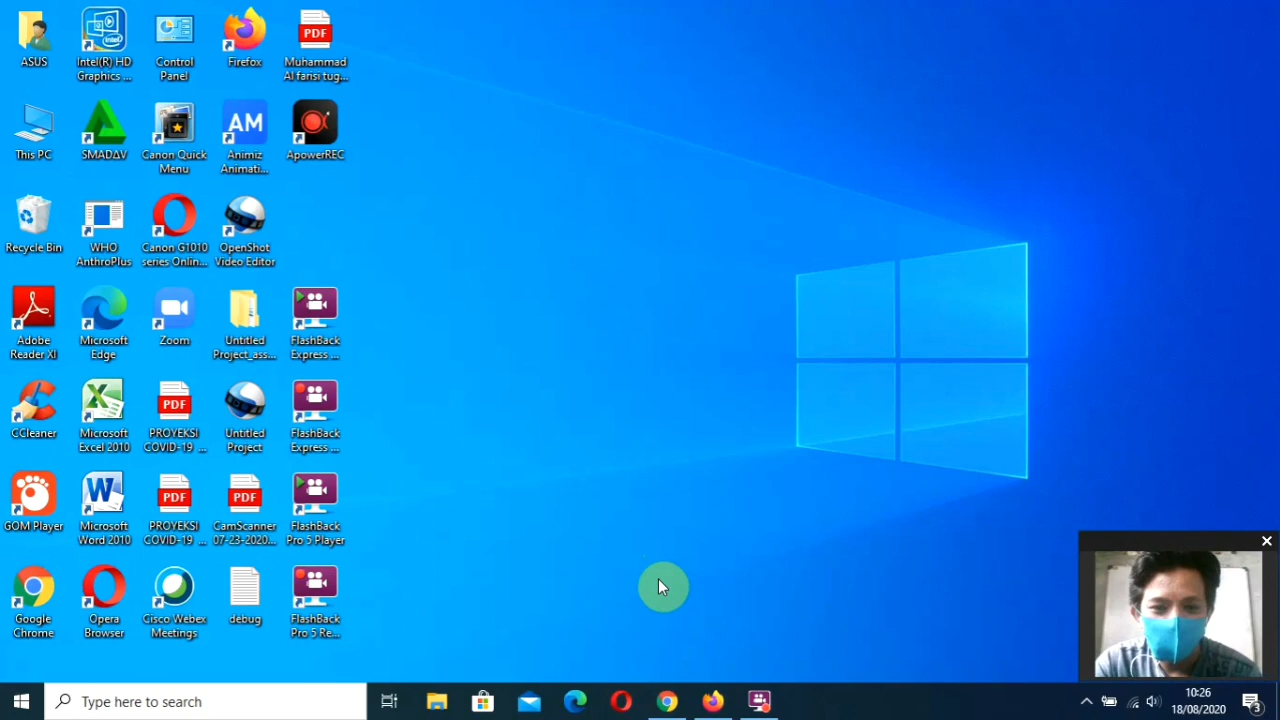 ASUS
Intel(R) HD
Graphics ...
Control
Panel
Firefox
PDF
Muhammad
Al farisi tug...
This PC
SMADAV
Canon Quick
Menu
AM
Animiz
Animati...
ApowerREC
Recycle Bin
WHO
AnthroPlus
Canon G1010
series Onlin...
OpenShot
Video Editor
Adobe
Reader XI
Microsoft
Edge
Zoom
Untitled
Project_ass...
FlashBack
Express ...
CCleaner
Microsoft
Excel 2010
PDF
PROYEKSI
COVID-19 ...
Untitled
Project
FlashBack
Express ...
GOM Player
Microsoft
Word 2010
PDF
PROYEKSI
COVID-19 ...
PDF
CamScanner
07-23-2020...
FlashBack
Pro 5 Player
Google
Chrome
Opera
Browser
Cisco Webex
Meetings
debug
FlashBack
Pro 5 Re...
Type here to search
10:26
18/08/2020
3